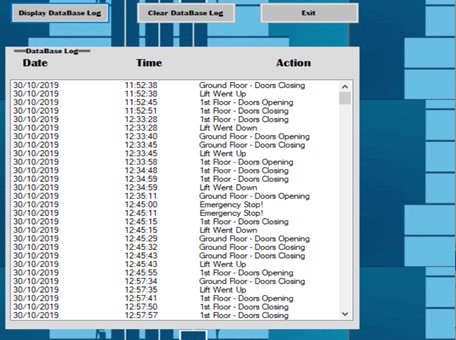 Display DataBase Log Clear DataBase Log Exit
DataBase Log
Date Time Action
30/10/2019 11:52:38 Ground Floor - Doors Closing
30/10/2019 11:52:38 Lift Went Up
30/10/2019 11:52:45 1st Floor - Doors Opening
30/10/2019 11:52:51 1st Floor - Doors Closing
30/10/2019 12:33:28 1st Floor - Doors Closing
30/10/2019 12:33:28 Lift Went Down
30/10/2019 12:33:40 Ground Floor - Doors Opening
30/10/2019 12:33:45 Ground Floor - Doors Closing
30/10/2019 12:33:45 Lift Went Up
30/10/2019 12:33:58 1st Floor - Doors Opening
30/10/2019 12:34:48 1st Floor - Doors Closing
30/10/2019 12:34:59 1st Floor - Doors Closing
30/10/2019 12:34:59 Lift Went Down
30/10/2019 12:35:11 Ground Floor - Doors Opening
30/10/2019 12:45:00 Emergency Stop!
30/10/2019 12:45:11 Emergency Stop!
30/10/2019 12:45:15 1st Floor - Doors Closing
30/10/2019 12:45:15 Lift Went Down
30/10/2019 12:45:29 Ground Floor - Doors Opening
30/10/2019 12:45:32 Ground Floor - Doors Closing
30/10/2019 12:45:43 Ground Floor - Doors Closing
30/10/2019 12:45:43 Lift Went Up
30/10/2019 12:45:55 1st Floor - Doors Opening
30/10/2019 12:57:34 Ground Floor - Doors Closing
30/10/2019 12:57:35 Lift Went Up
30/10/2019 12:57:41 1st Floor - Doors Opening
30/10/2019 12:57:50 1st Floor - Doors Closing
30/10/2019 12:57:57 1st Floor - Doors Closing